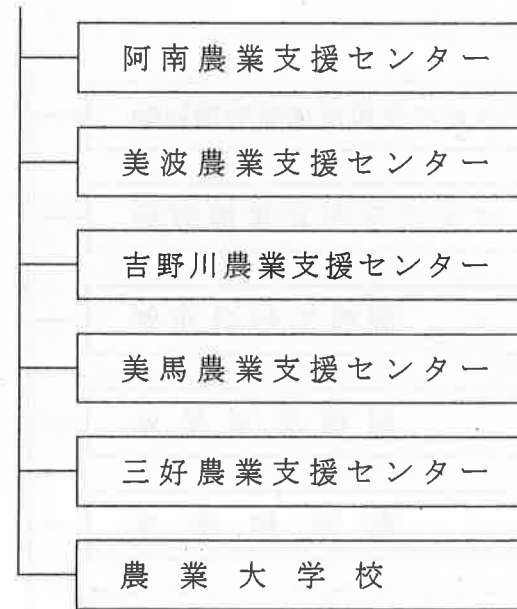 阿南農業支援センター
美波農業支援センター
吉野川農業支援センター
美馬農業支援センター
三好農業支援センター
農業大学校